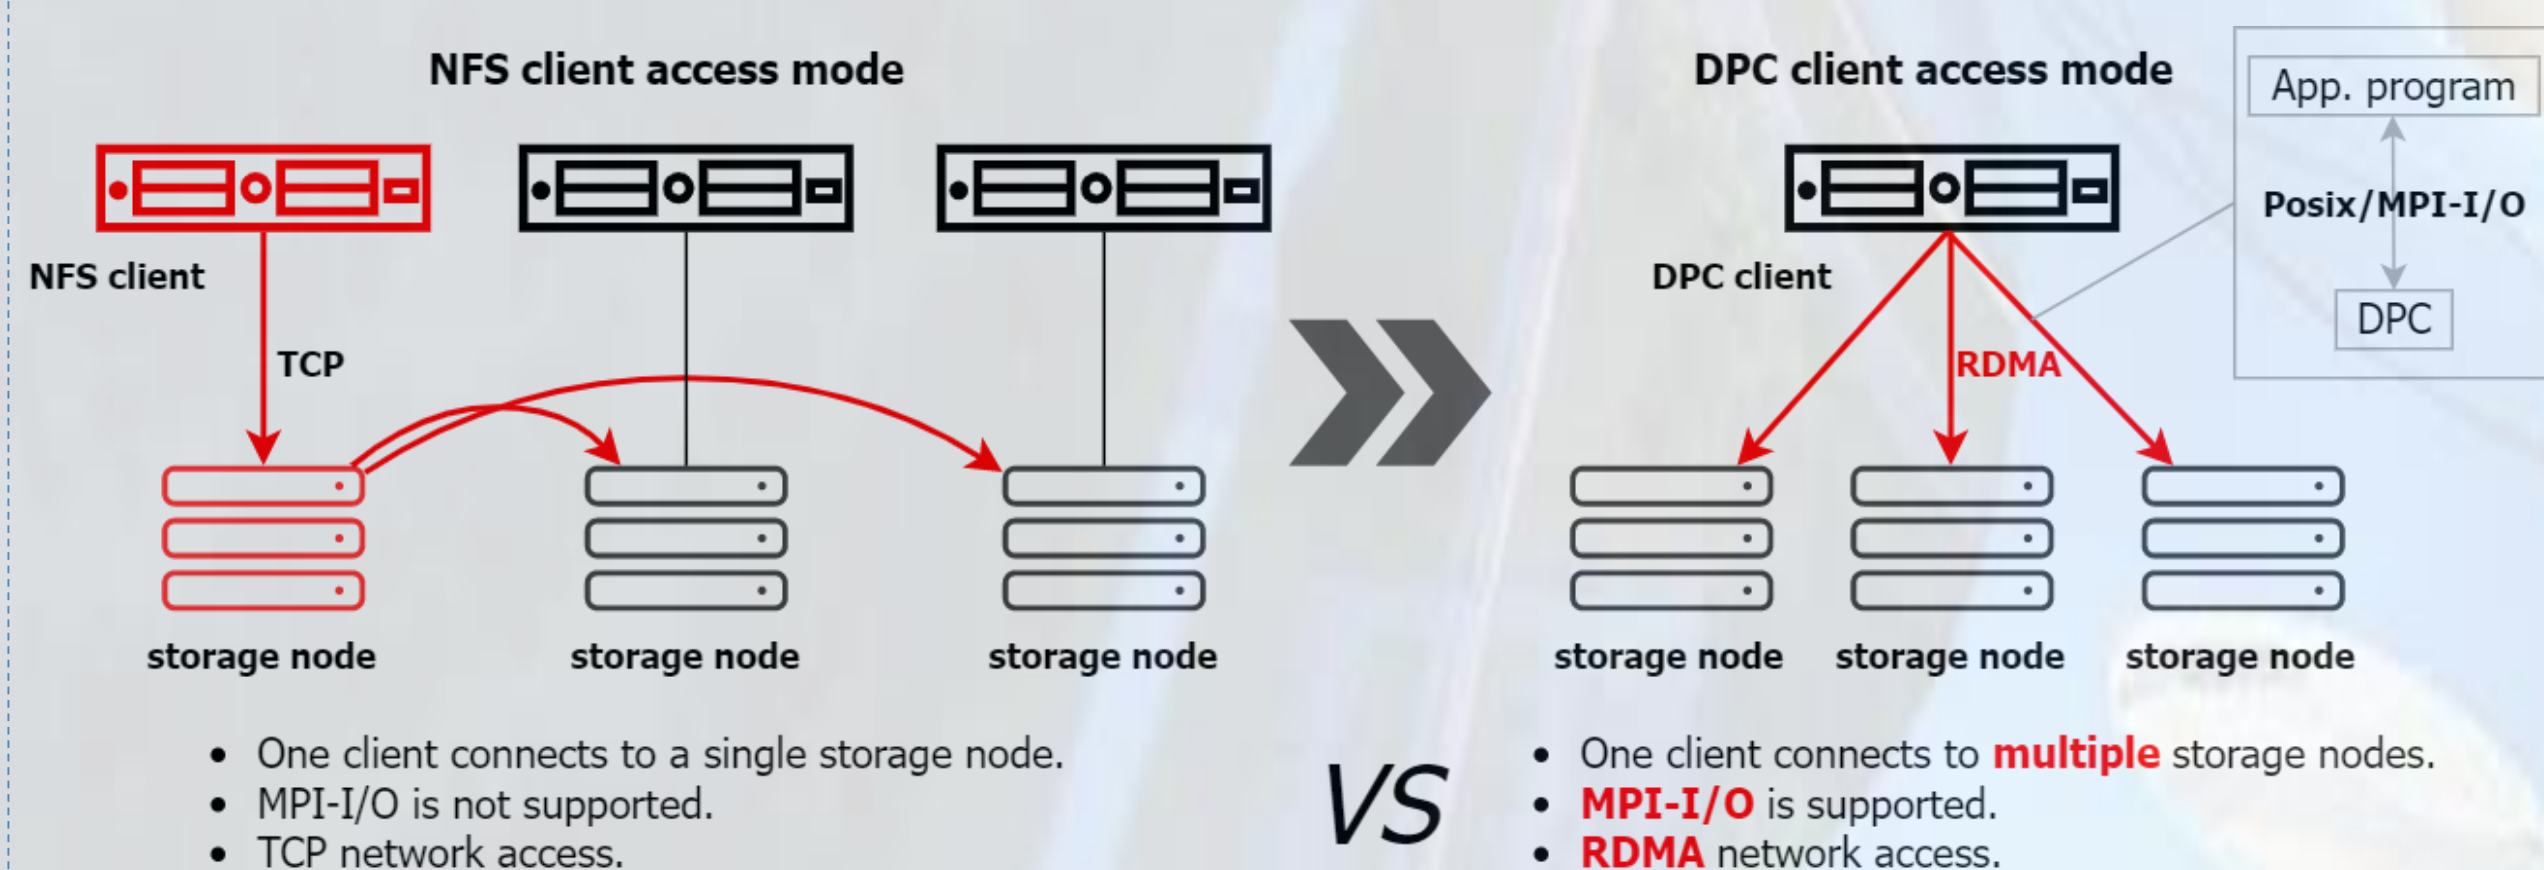 NFS client access mode
NFS client
TCP
storage node
storage node
storage node
• One client connects to a single storage node.
• MPI-I/O is not supported.
• TCP network access.
VS
DPC client access mode
App. program
Posix/MPI-I/O
DPC
DPC client
RDMA
storage node
storage node
storage node
• One client connects to multiple storage nodes.
• MPI-I/O is supported.
• RDMA network access.